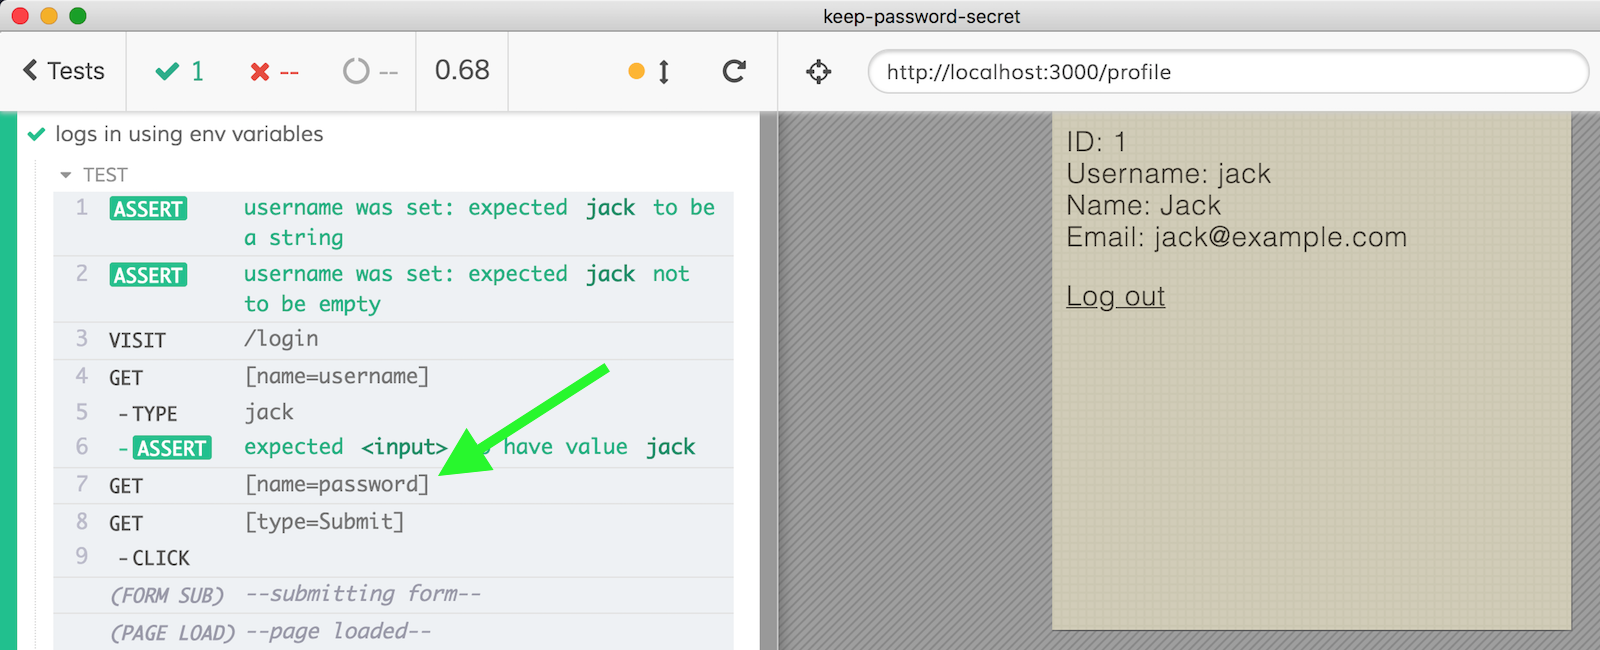 keep-password-secret
Tests 1 -- -- 0.68 http://localhost:3000/profile
logs in using env variables
TEST
1 ASSERT username was set: expected jack to be
a string
2 ASSERT username was set: expected jack not
to be empty
3 VISIT /login
4 GET [name=username]
5 -TYPE jack
6 -ASSERT expected <input> have value jack
7 GET [name=password]
8 GET [type=Submit]
9 -CLICK
(FORM SUB) --submitting form--
(PAGE LOAD) --page loaded--
ID: 1
Username: jack
Name: Jack
Email: jack@example.com
Log out